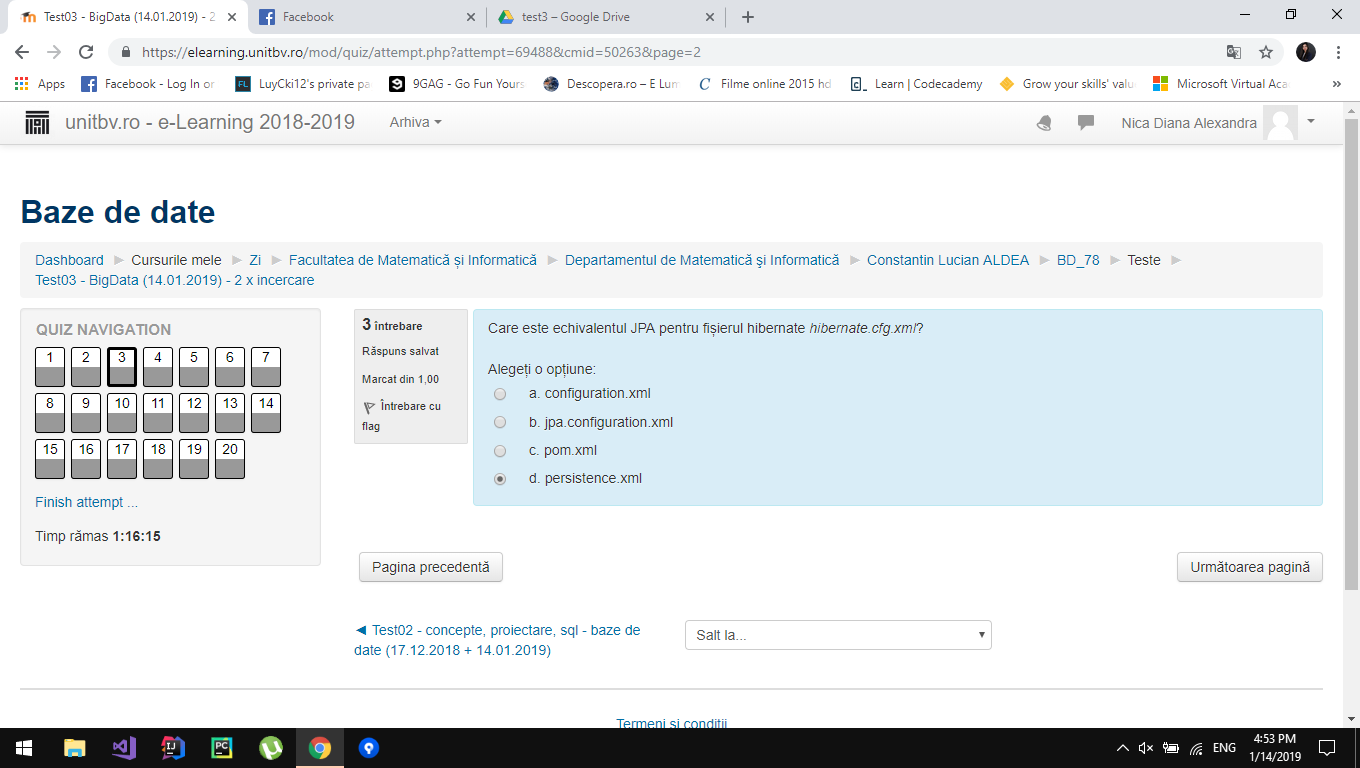 Test03 - BigData (14.01.2019) - 2
Facebook
test3 – Google Drive
https://elearning.unitbv.ro/mod/quiz/attempt.php?attempt=69488&cmid=50263&page=2
Apps
Facebook - Log In or
LuyCki12's private pa
9GAG - Go Fun Yours
Descopera.ro – E Lum
Filme online 2015 hd
Learn | Codecademy
Grow your skills' valu
Microsoft Virtual Aca
»
unitbv.ro - e-Learning 2018-2019
Arhiva
Nica Diana Alexandra
Baze de date
Dashboard ► Cursurile mele ► Zi ► Facultatea de Matematică și Informatică ► Departamentul de Matematică şi Informatică ► Constantin Lucian ALDEA ► BD_78 ► Teste ►
Test03 - BigData (14.01.2019) - 2 x incercare
QUIZ NAVIGATION
1 2 3 4 5 6 7
8 9 10 11 12 13 14
15 16 17 18 19 20
Finish attempt ...
Timp rămas 1:16:15
3 întrebare
Răspuns salvat
Marcat din 1,00
Întrebare cu
flag
Care este echivalentul JPA pentru fișierul hibernate hibernate.cfg.xml?
Alegeți o opțiune:
a. configuration.xml
b. jpa.configuration.xml
c. pom.xml
d. persistence.xml
Pagina precedentă
Următoarea pagină
◄ Test02 - concepte, proiectare, sql - baze de
date (17.12.2018 + 14.01.2019)
Salt la...
Termeni si conditii
ENG
4:53 PM
1/14/2019